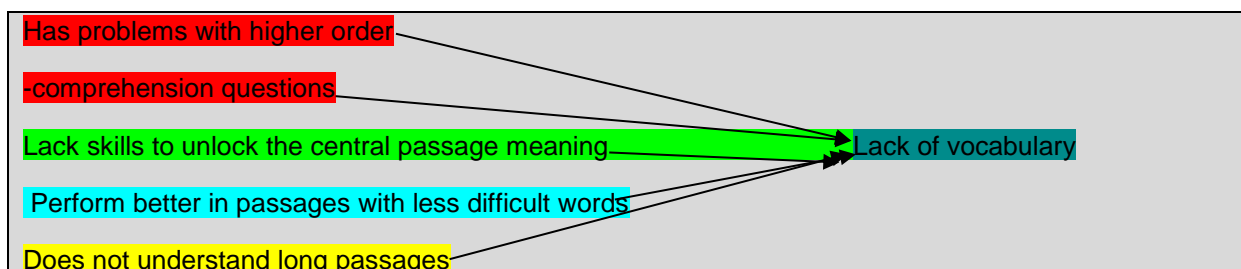 Has problems with higher order
-comprehension questions
Lack skills to unlock the central passage meaning Lack of vocabulary
Perform better in passages with less difficult words
Does not understand long passages